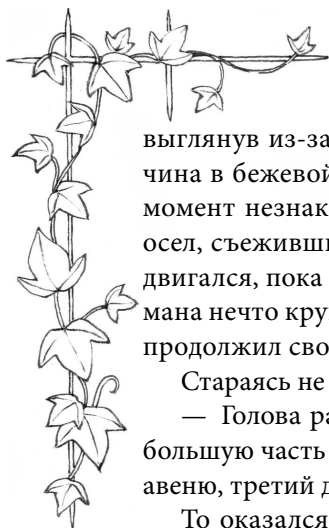 выглянув из-за
чина в бежевой
момент незнак
осел, съеживши
двигался, пока
мана нечто кру
продолжил сво
Стараясь не
— Голова ра
большую часть
авеню, третий д
То оказался